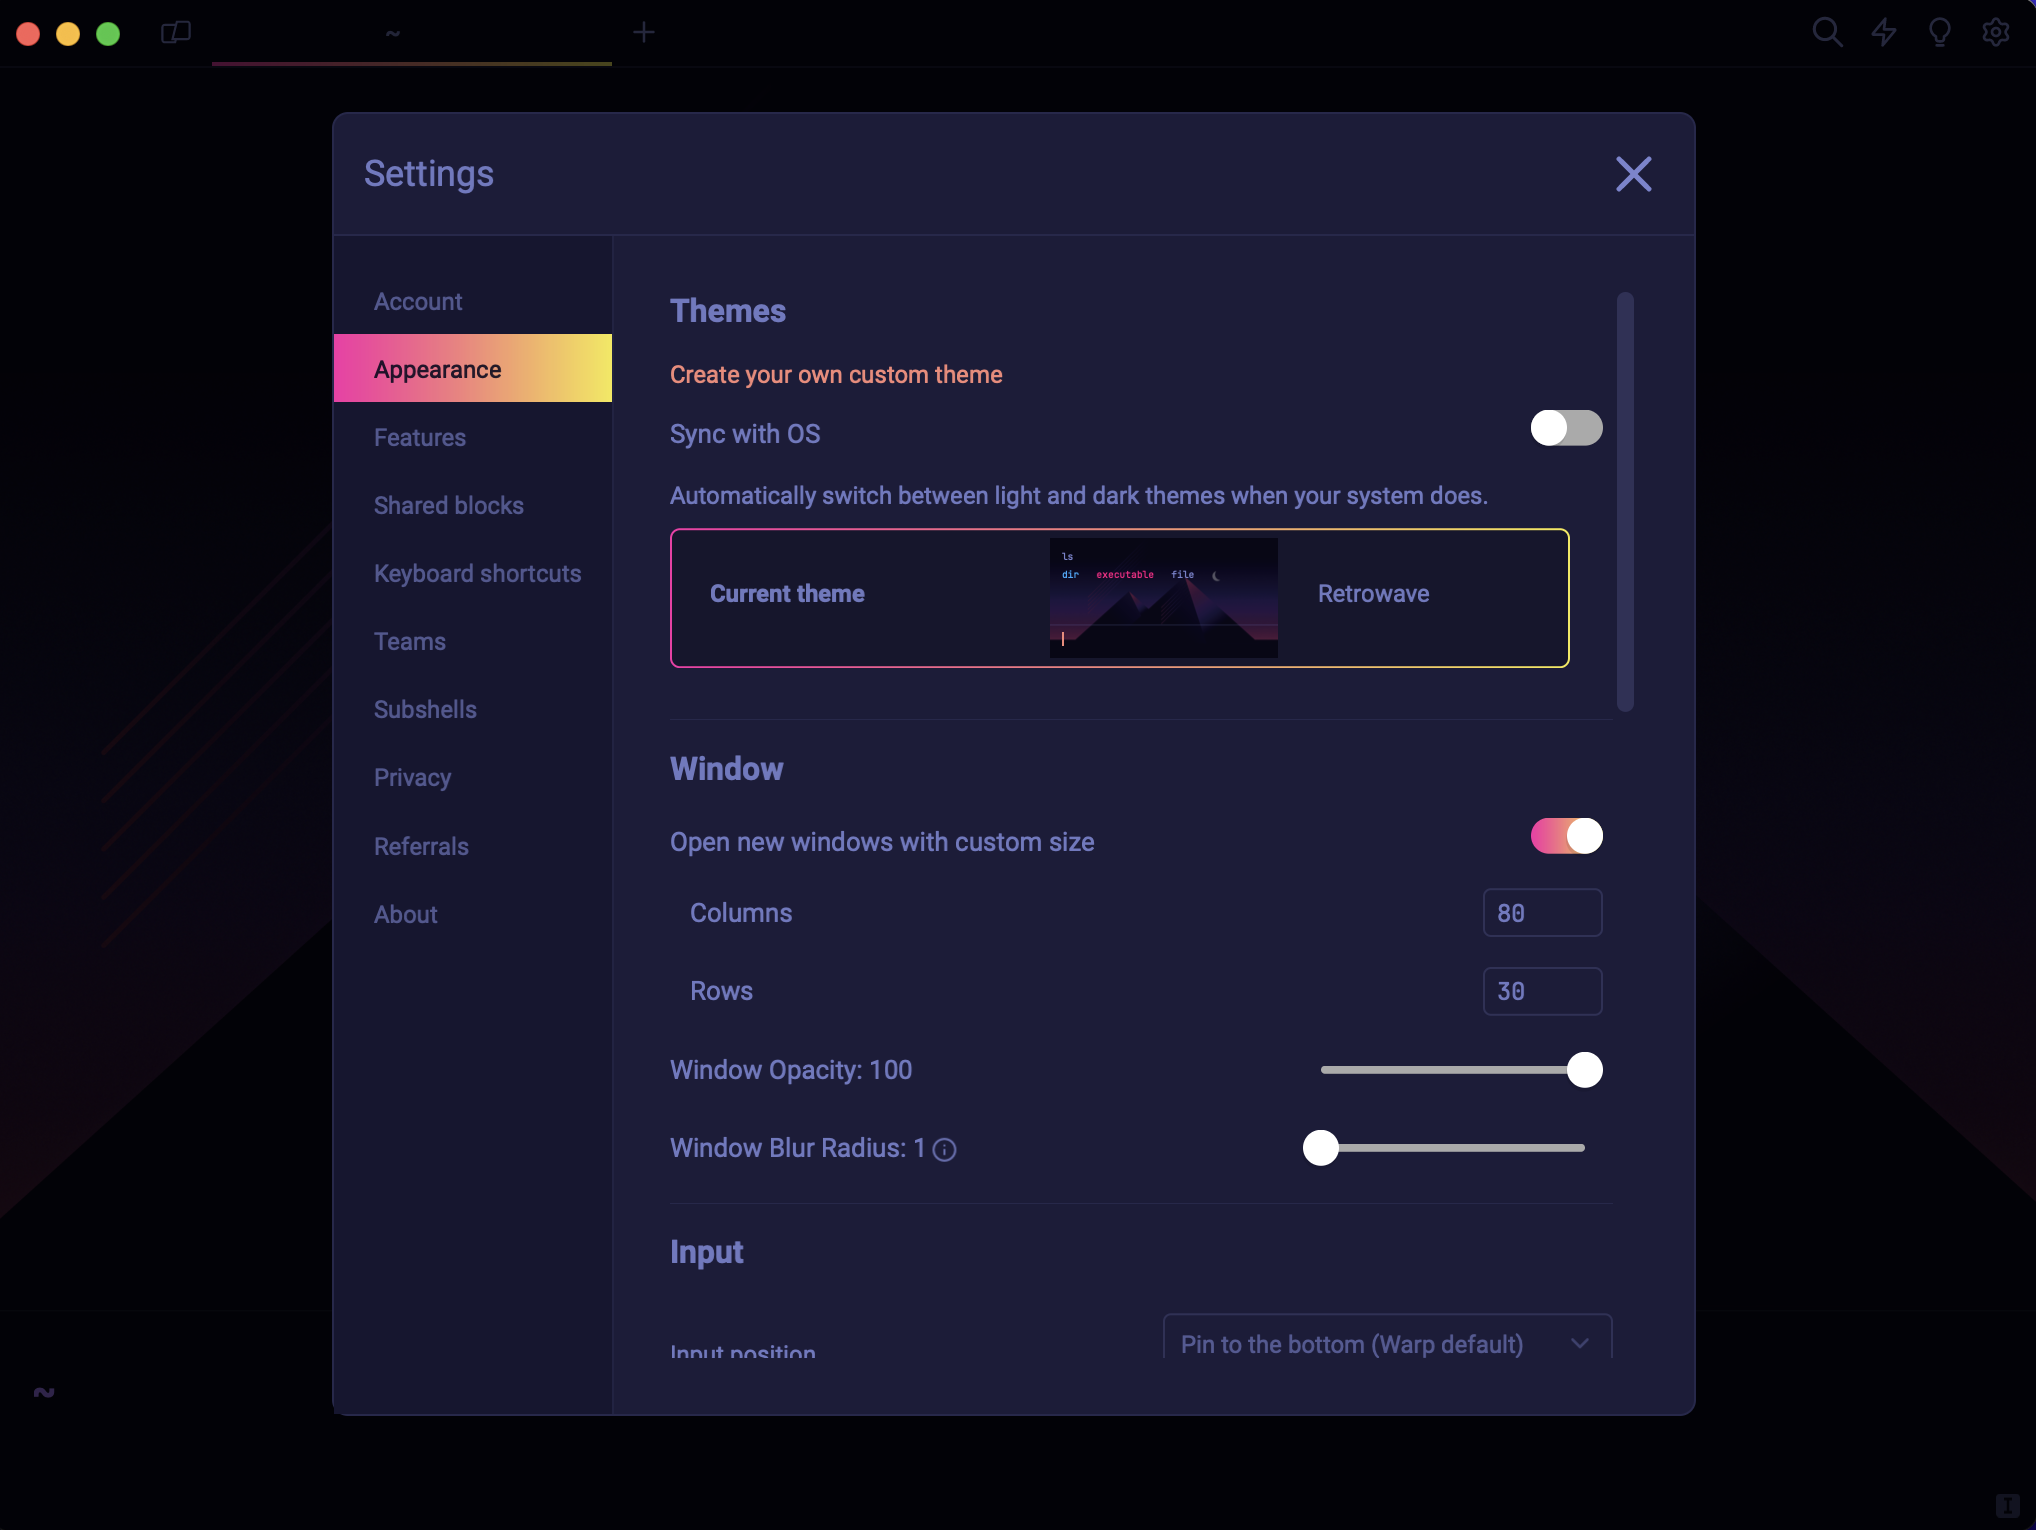 ~
Settings
Account
Appearance
Features
Shared blocks
Keyboard shortcuts
Teams
Subshells
Privacy
Referrals
About
Themes
Create your own custom theme
Sync with OS
Automatically switch between light and dark themes when your system does.
Current theme
ls
dir executable file
Retrowave
Window
Open new windows with custom size
Columns 80
Rows 30
Window Opacity: 100
Window Blur Radius: 1
Input
Input position Pin to the bottom (Warp default)
~